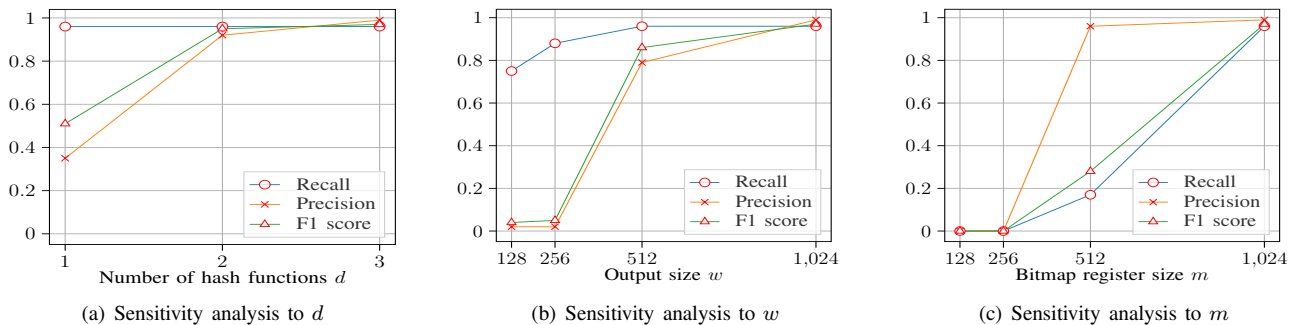 1
0.8
0.6
0.4
0.2
0
Recall
Precision
F1 score
1 2 3
Number of hash functions d
(a) Sensitivity analysis to d
1
0.8
0.6
0.4
0.2
0
Recall
Precision
F1 score
128 256 512 1,024
Output size w
(b) Sensitivity analysis to w
1
0.8
0.6
0.4
0.2
0
Recall
Precision
F1 score
128 256 512 1,024
Bitmap register size m
(c) Sensitivity analysis to m